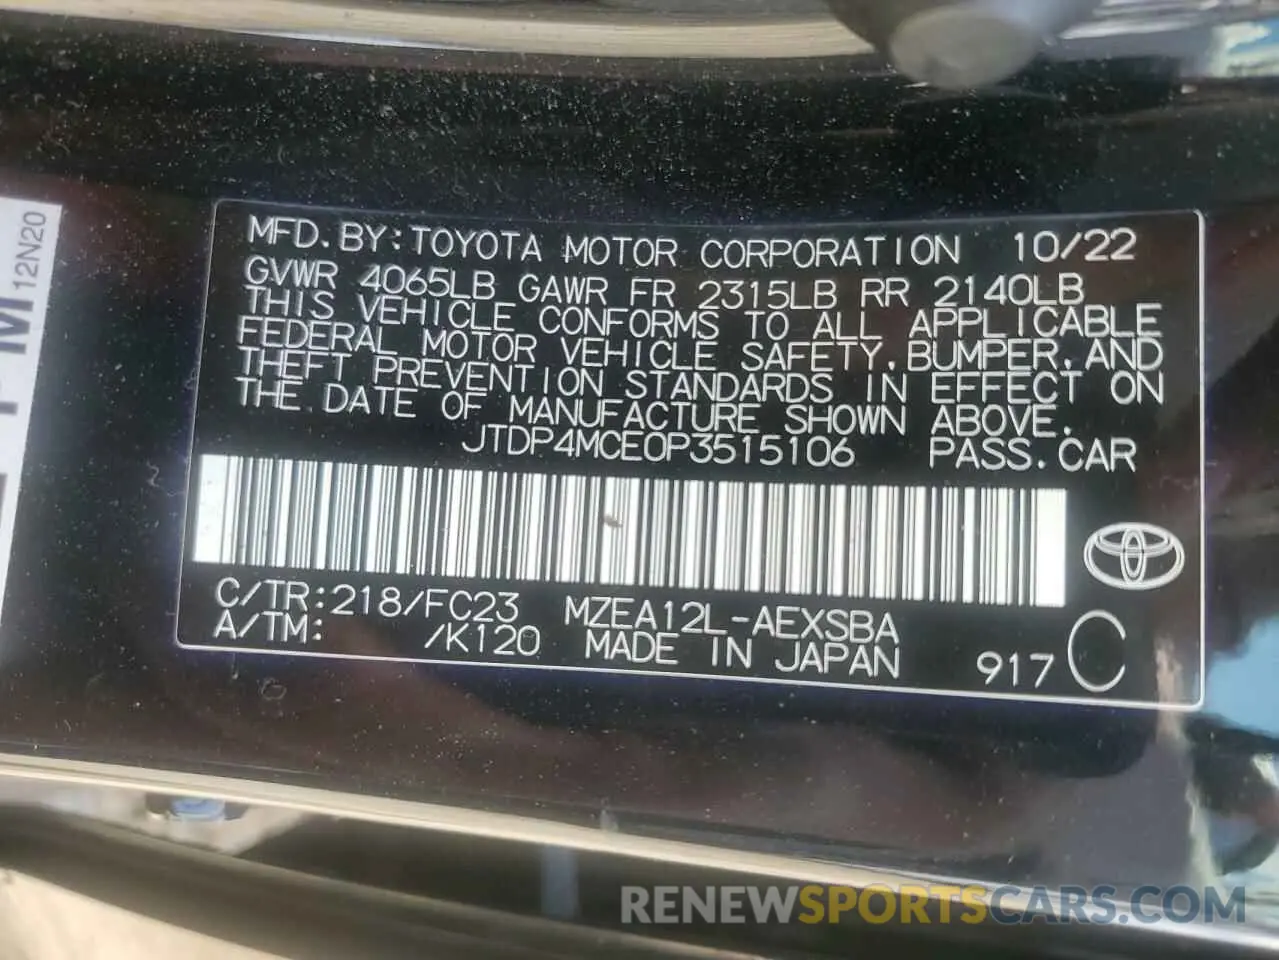 MFD.BY:TOYOTA MOTOR CORPORATION 10/22
GVWR 4065LB GAWR FR 2315LB RR 2140LB
THIS VEHICLE CONFORMS TO ALL APPLICABLE
FEDERAL MOTOR VEHICLE SAFETY,BUMPER,AND
THEFT PREVENTION STANDARDS IN EFFECT ON
THE DATE OF MANUFACTURE SHOWN ABOVE.
JTDP4MCE0P3515106 PASS.CAR
C/TR:218/FC23 MZEA12L-AEXSBA
A/TM: /K120 MADE IN JAPAN 917 C
12N20
RENEWSPORTSCARS.COM